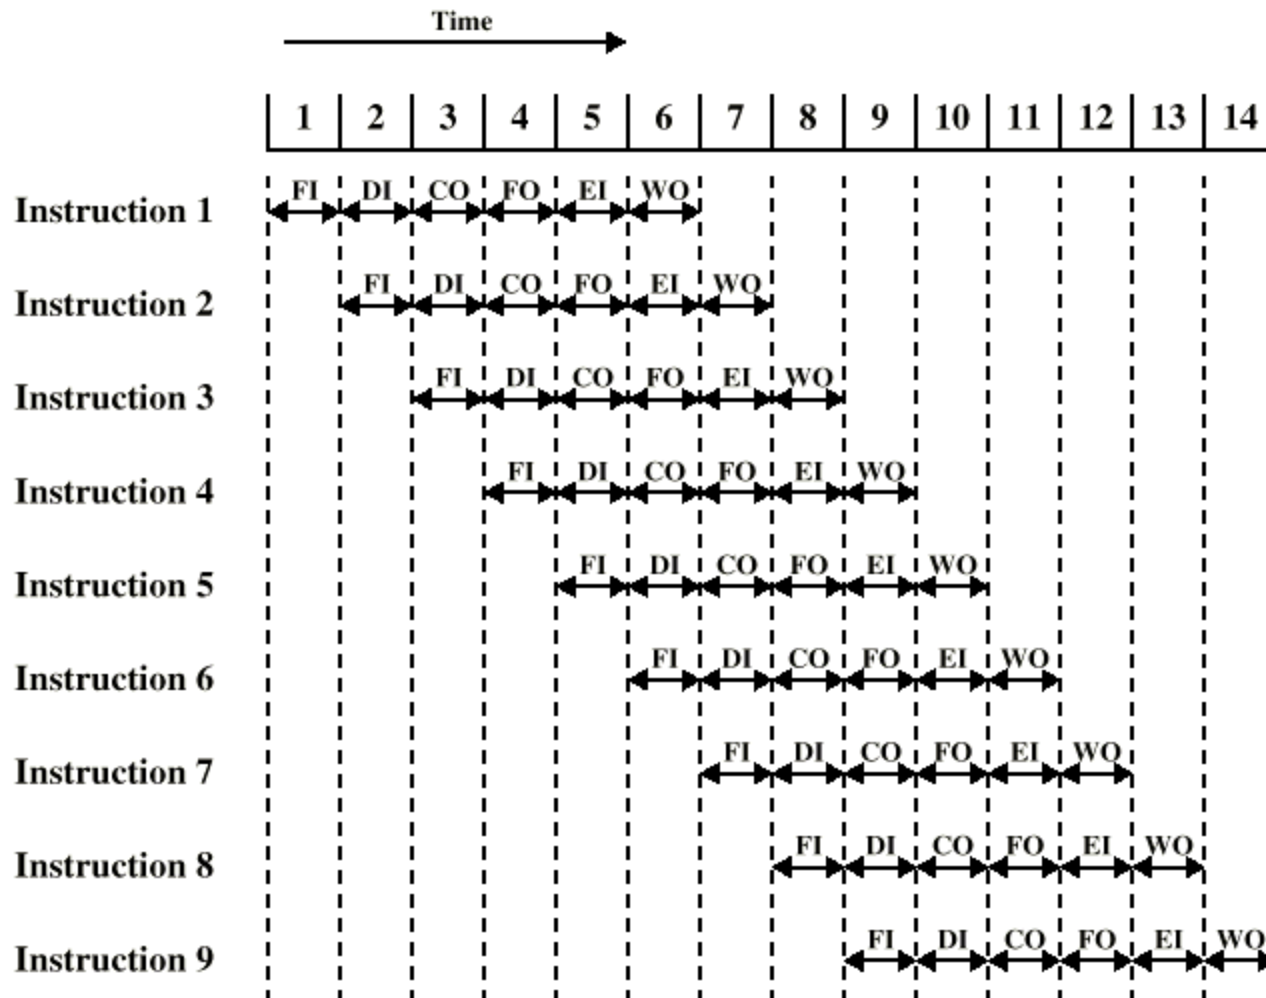 Time
1 2 3 4 5 6 7 8 9 10 11 12 13 14
Instruction 1 FI DI CO FO EI WO
Instruction 2 FI DI CO FO EI WO
Instruction 3 FI DI CO FO EI WO
Instruction 4 FI DI CO FO EI WO
Instruction 5 FI DI CO FO EI WO
Instruction 6 FI DI CO FO EI WO
Instruction 7 FI DI CO FO EI WO
Instruction 8 FI DI CO FO EI WO
Instruction 9 FI DI CO FO EI WO